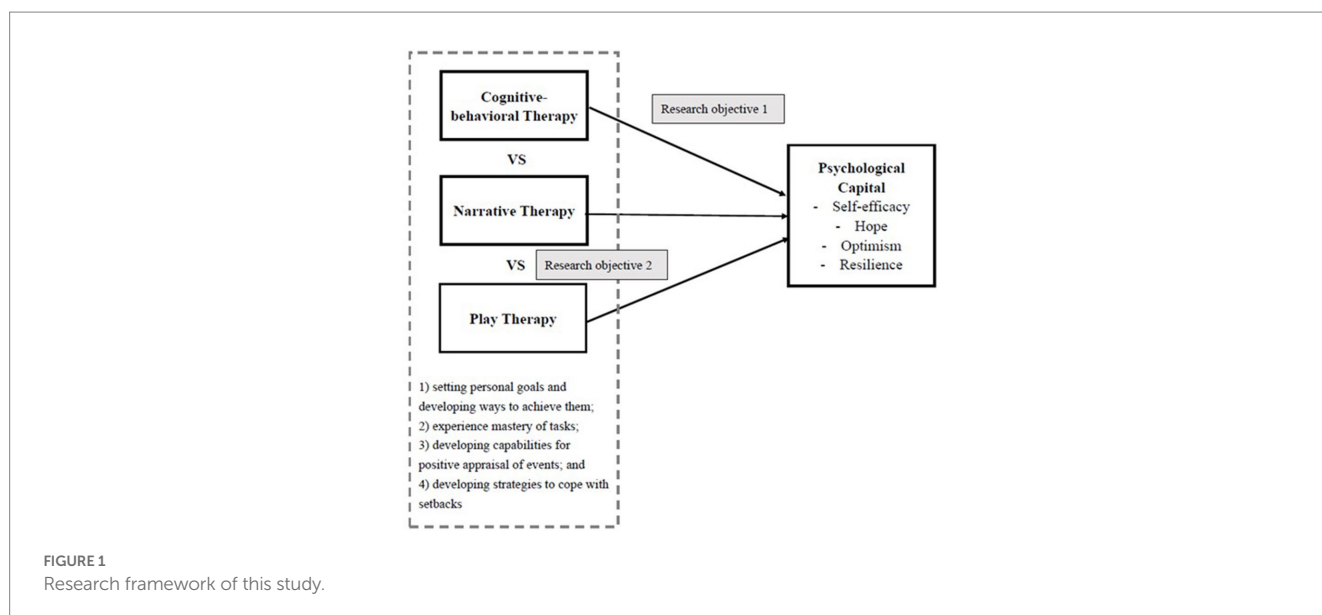 Cognitive-
behavioral Therapy
VS
Narrative Therapy
VS
Play Therapy
1) setting personal goals and
developing ways to achieve them;
2) experience mastery of tasks;
3) developing capabilities for
positive appraisal of events; and
4) developing strategies to cope with
setbacks
Research objective 1
Research objective 2
Psychological
Capital
- Self-efficacy
- Hope
- Optimism
- Resilience
FIGURE 1
Research framework of this study.